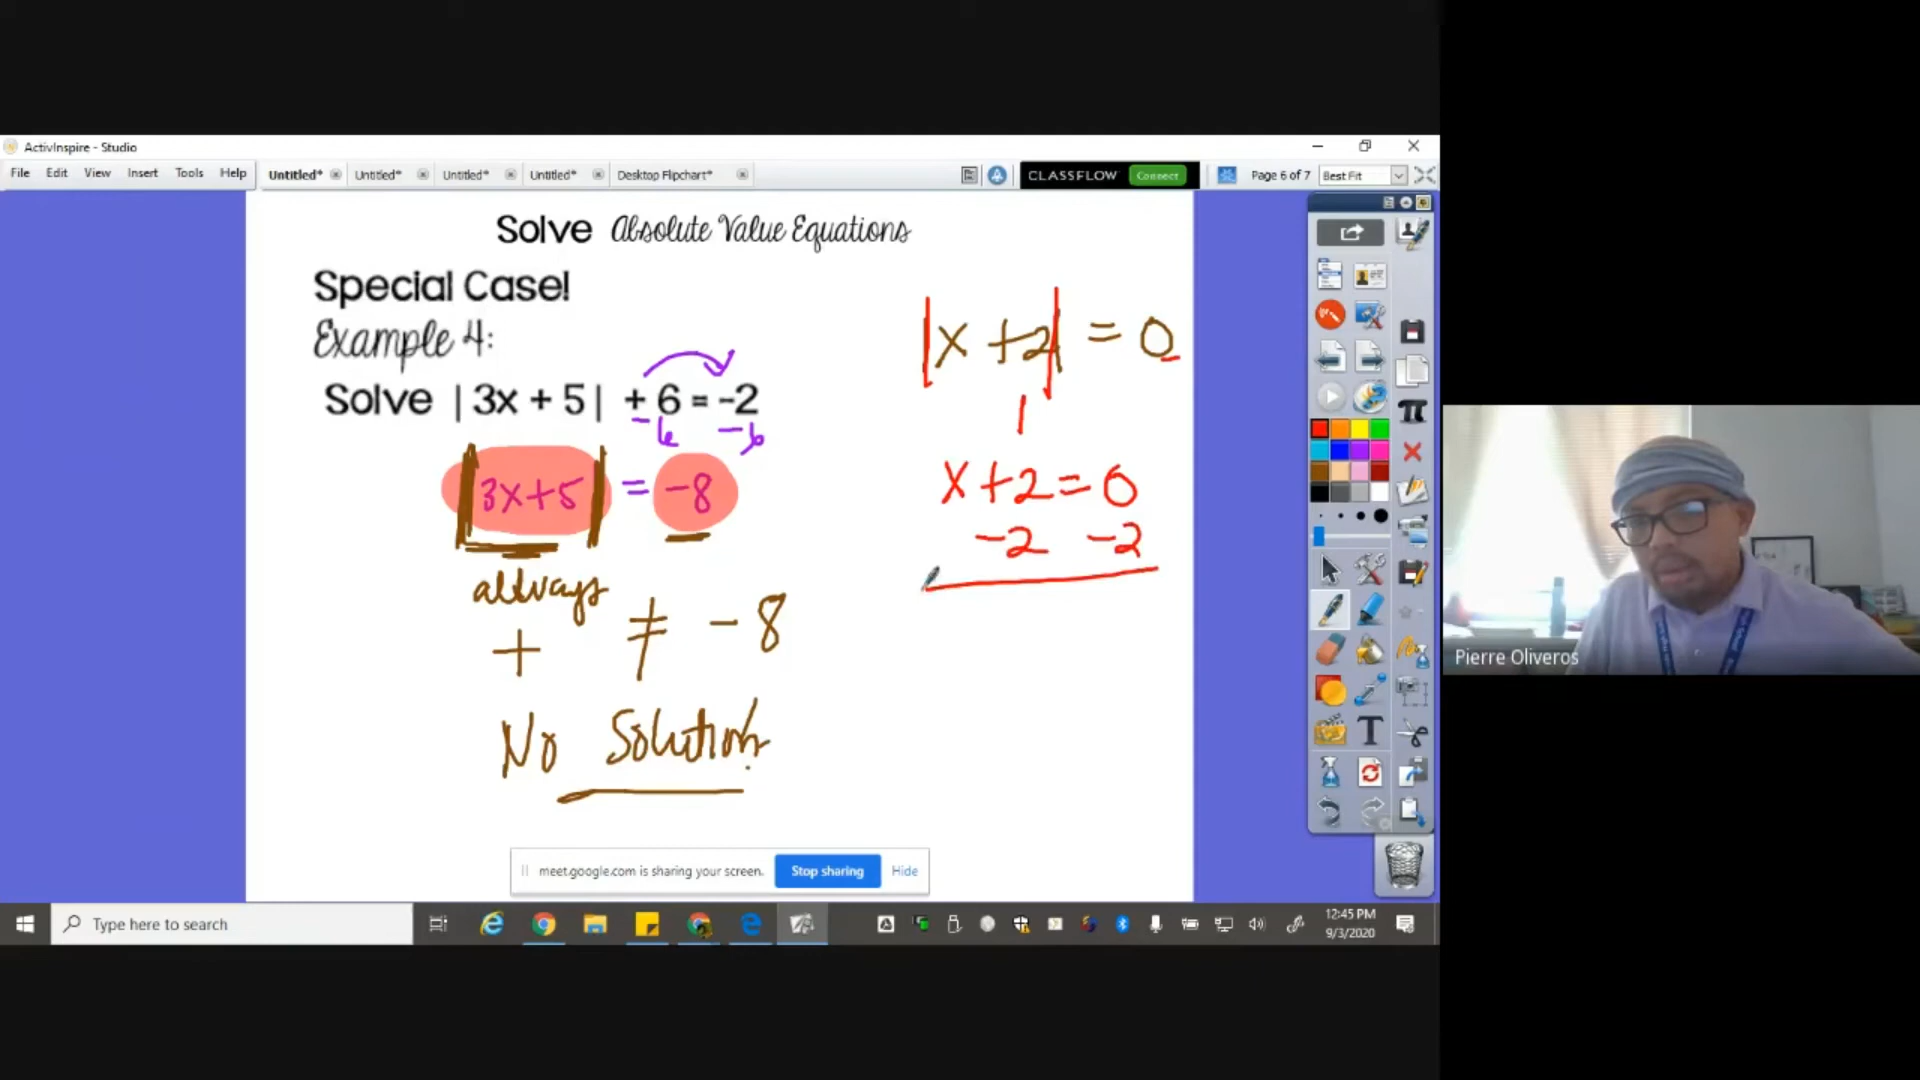 ActivInspire - Studio
File Edit View Insert Tools Help
Untitled* Untitled* Untitled* Untitled* Desktop Flipchart*
CLASSFLOW Connect
Page 6 of 7 Best Fit
Solve Absolute Value Equations
Special Case!
Example 4:
Solve |3x + 5| + 6 = -2
-6 -6
|3x+5| = -8
always
+ ≠ -8
No Solution
|x +2| = 0
1
x+2=0
-2 -2
T
Pierre Oliveros
meet.google.com is sharing your screen. Stop sharing Hide
Type here to search
12:45 PM
9/3/2020